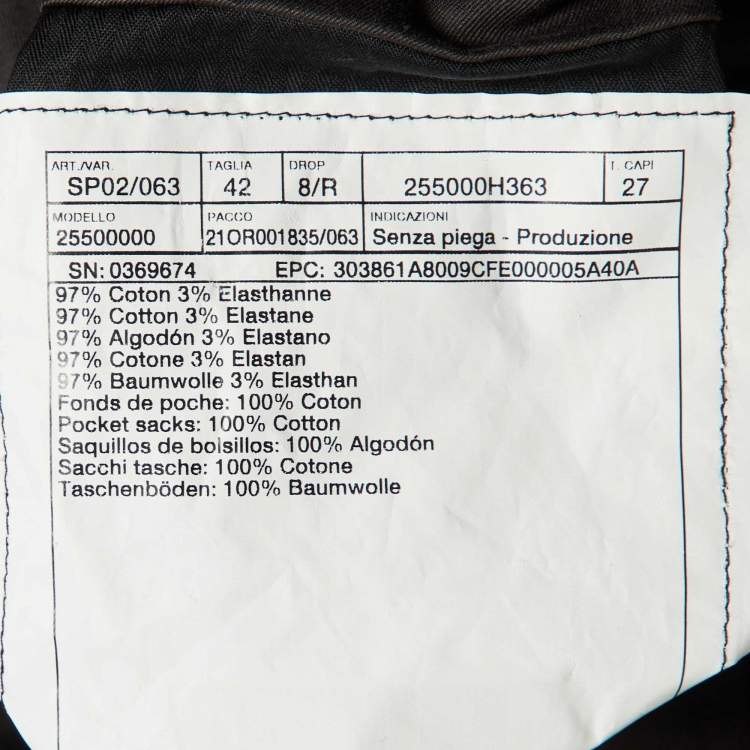 ART./VAR. TAGLIA DROP T. CAPI
SP02/063 42 8/R 255000H363 27
MODELLO PACCO INDICAZIONI
25500000 21OR001835/063 Senza piega - Produzione
SN: 0369674 EPC: 303861A8009CFE000005A40A
97% Coton 3% Elasthanne
97% Cotton 3% Elastane
97% Algodón 3% Elastano
97% Cotone 3% Elastan
97% Baumwolle 3% Elasthan
Fonds de poche: 100% Coton
Pocket sacks: 100% Cotton
Saquillos de bolsillos: 100% Algodón
Sacchi tasche: 100% Cotone
Taschenböden: 100% Baumwolle